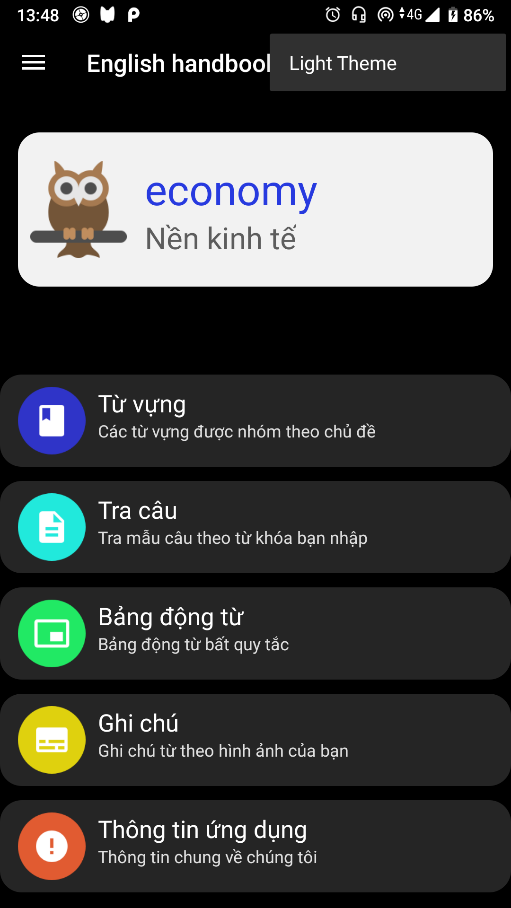 13:48
4G
86%
English handbook
Light Theme
economy
Nền kinh tế
Từ vựng
Các từ vựng được nhóm theo chủ đề
Tra câu
Tra mẫu câu theo từ khóa bạn nhập
Bảng động từ
Bảng động từ bất quy tắc
Ghi chú
Ghi chú từ theo hình ảnh của bạn
Thông tin ứng dụng
Thông tin chung về chúng tôi